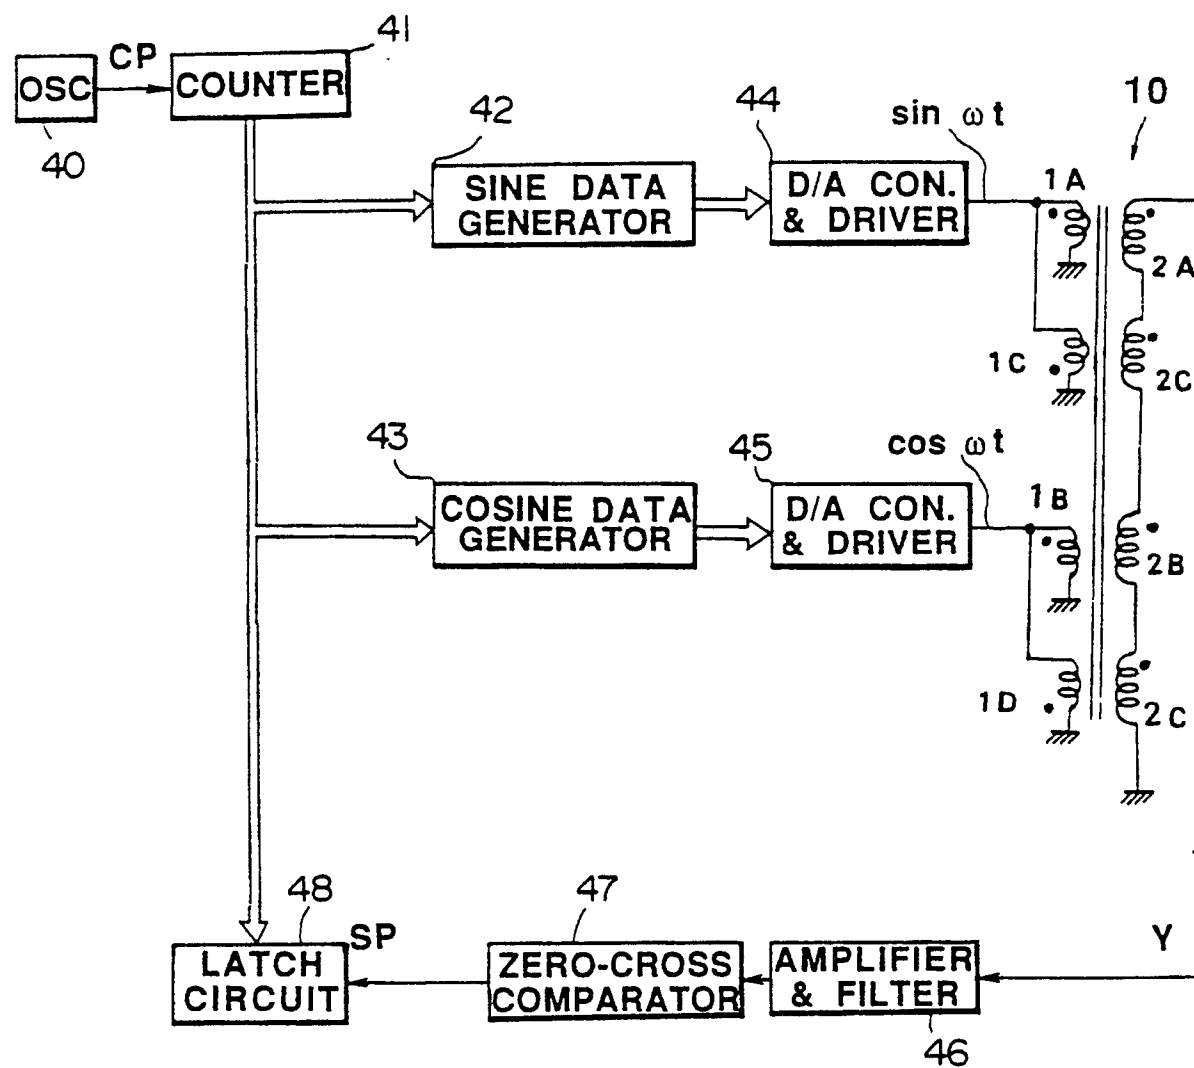 41
CP
OSC
COUNTER
40
42
44
sin ωt
10
SINE DATA
GENERATOR
D/A CON.
& DRIVER
1A
2A
1C
2C
43
45
cos ωt
COSINE DATA
GENERATOR
D/A CON.
& DRIVER
1B
2B
1D
2C
48
SP
47
Y
LATCH
CIRCUIT
ZERO-CROSS
COMPARATOR
AMPLIFIER
& FILTER
46